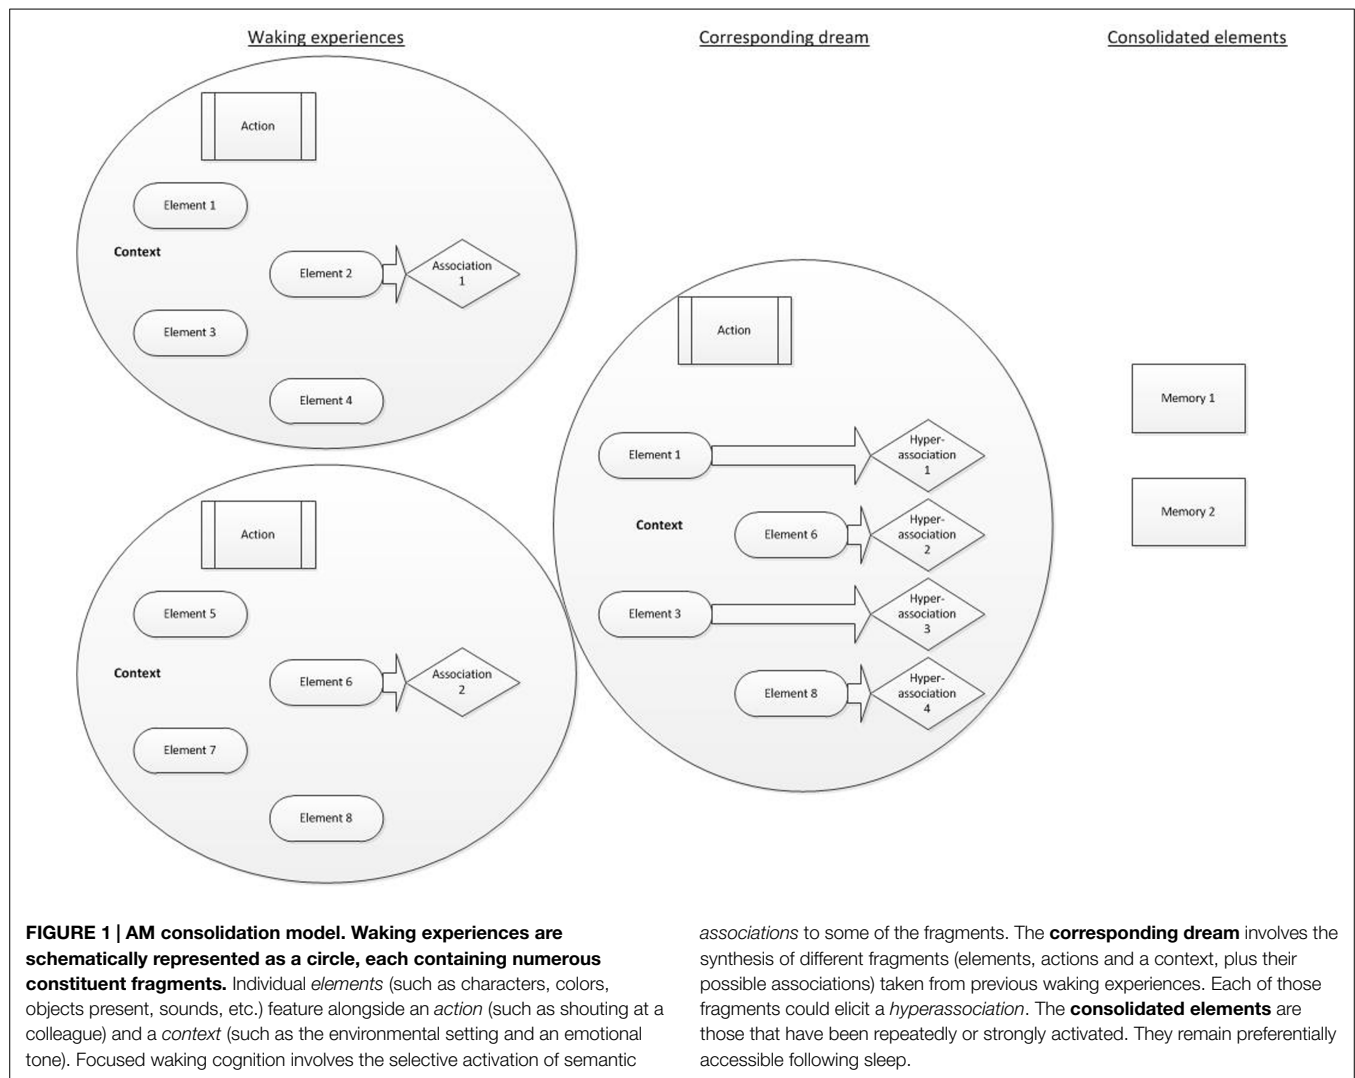 Waking experiences
Action
Element 1
Context
Element 2
Association
1
Element 3
Element 4
Action
Element 5
Context
Element 6
Association
2
Element 7
Element 8
Corresponding dream
Action
Element 1
Hyper-
association
1
Context
Element 6
Hyper-
association
2
Element 3
Hyper-
association
3
Element 8
Hyper-
association
4
Consolidated elements
Memory 1
Memory 2
FIGURE 1 | AM consolidation model. Waking experiences are
schematically represented as a circle, each containing numerous
constituent fragments. Individual elements (such as characters, colors,
objects present, sounds, etc.) feature alongside an action (such as shouting at a
colleague) and a context (such as the environmental setting and an emotional
tone). Focused waking cognition involves the selective activation of semantic
associations to some of the fragments. The corresponding dream involves the
synthesis of different fragments (elements, actions and a context, plus their
possible associations) taken from previous waking experiences. Each of those
fragments could elicit a hyperassociation. The consolidated elements are
those that have been repeatedly or strongly activated. They remain preferentially
accessible following sleep.